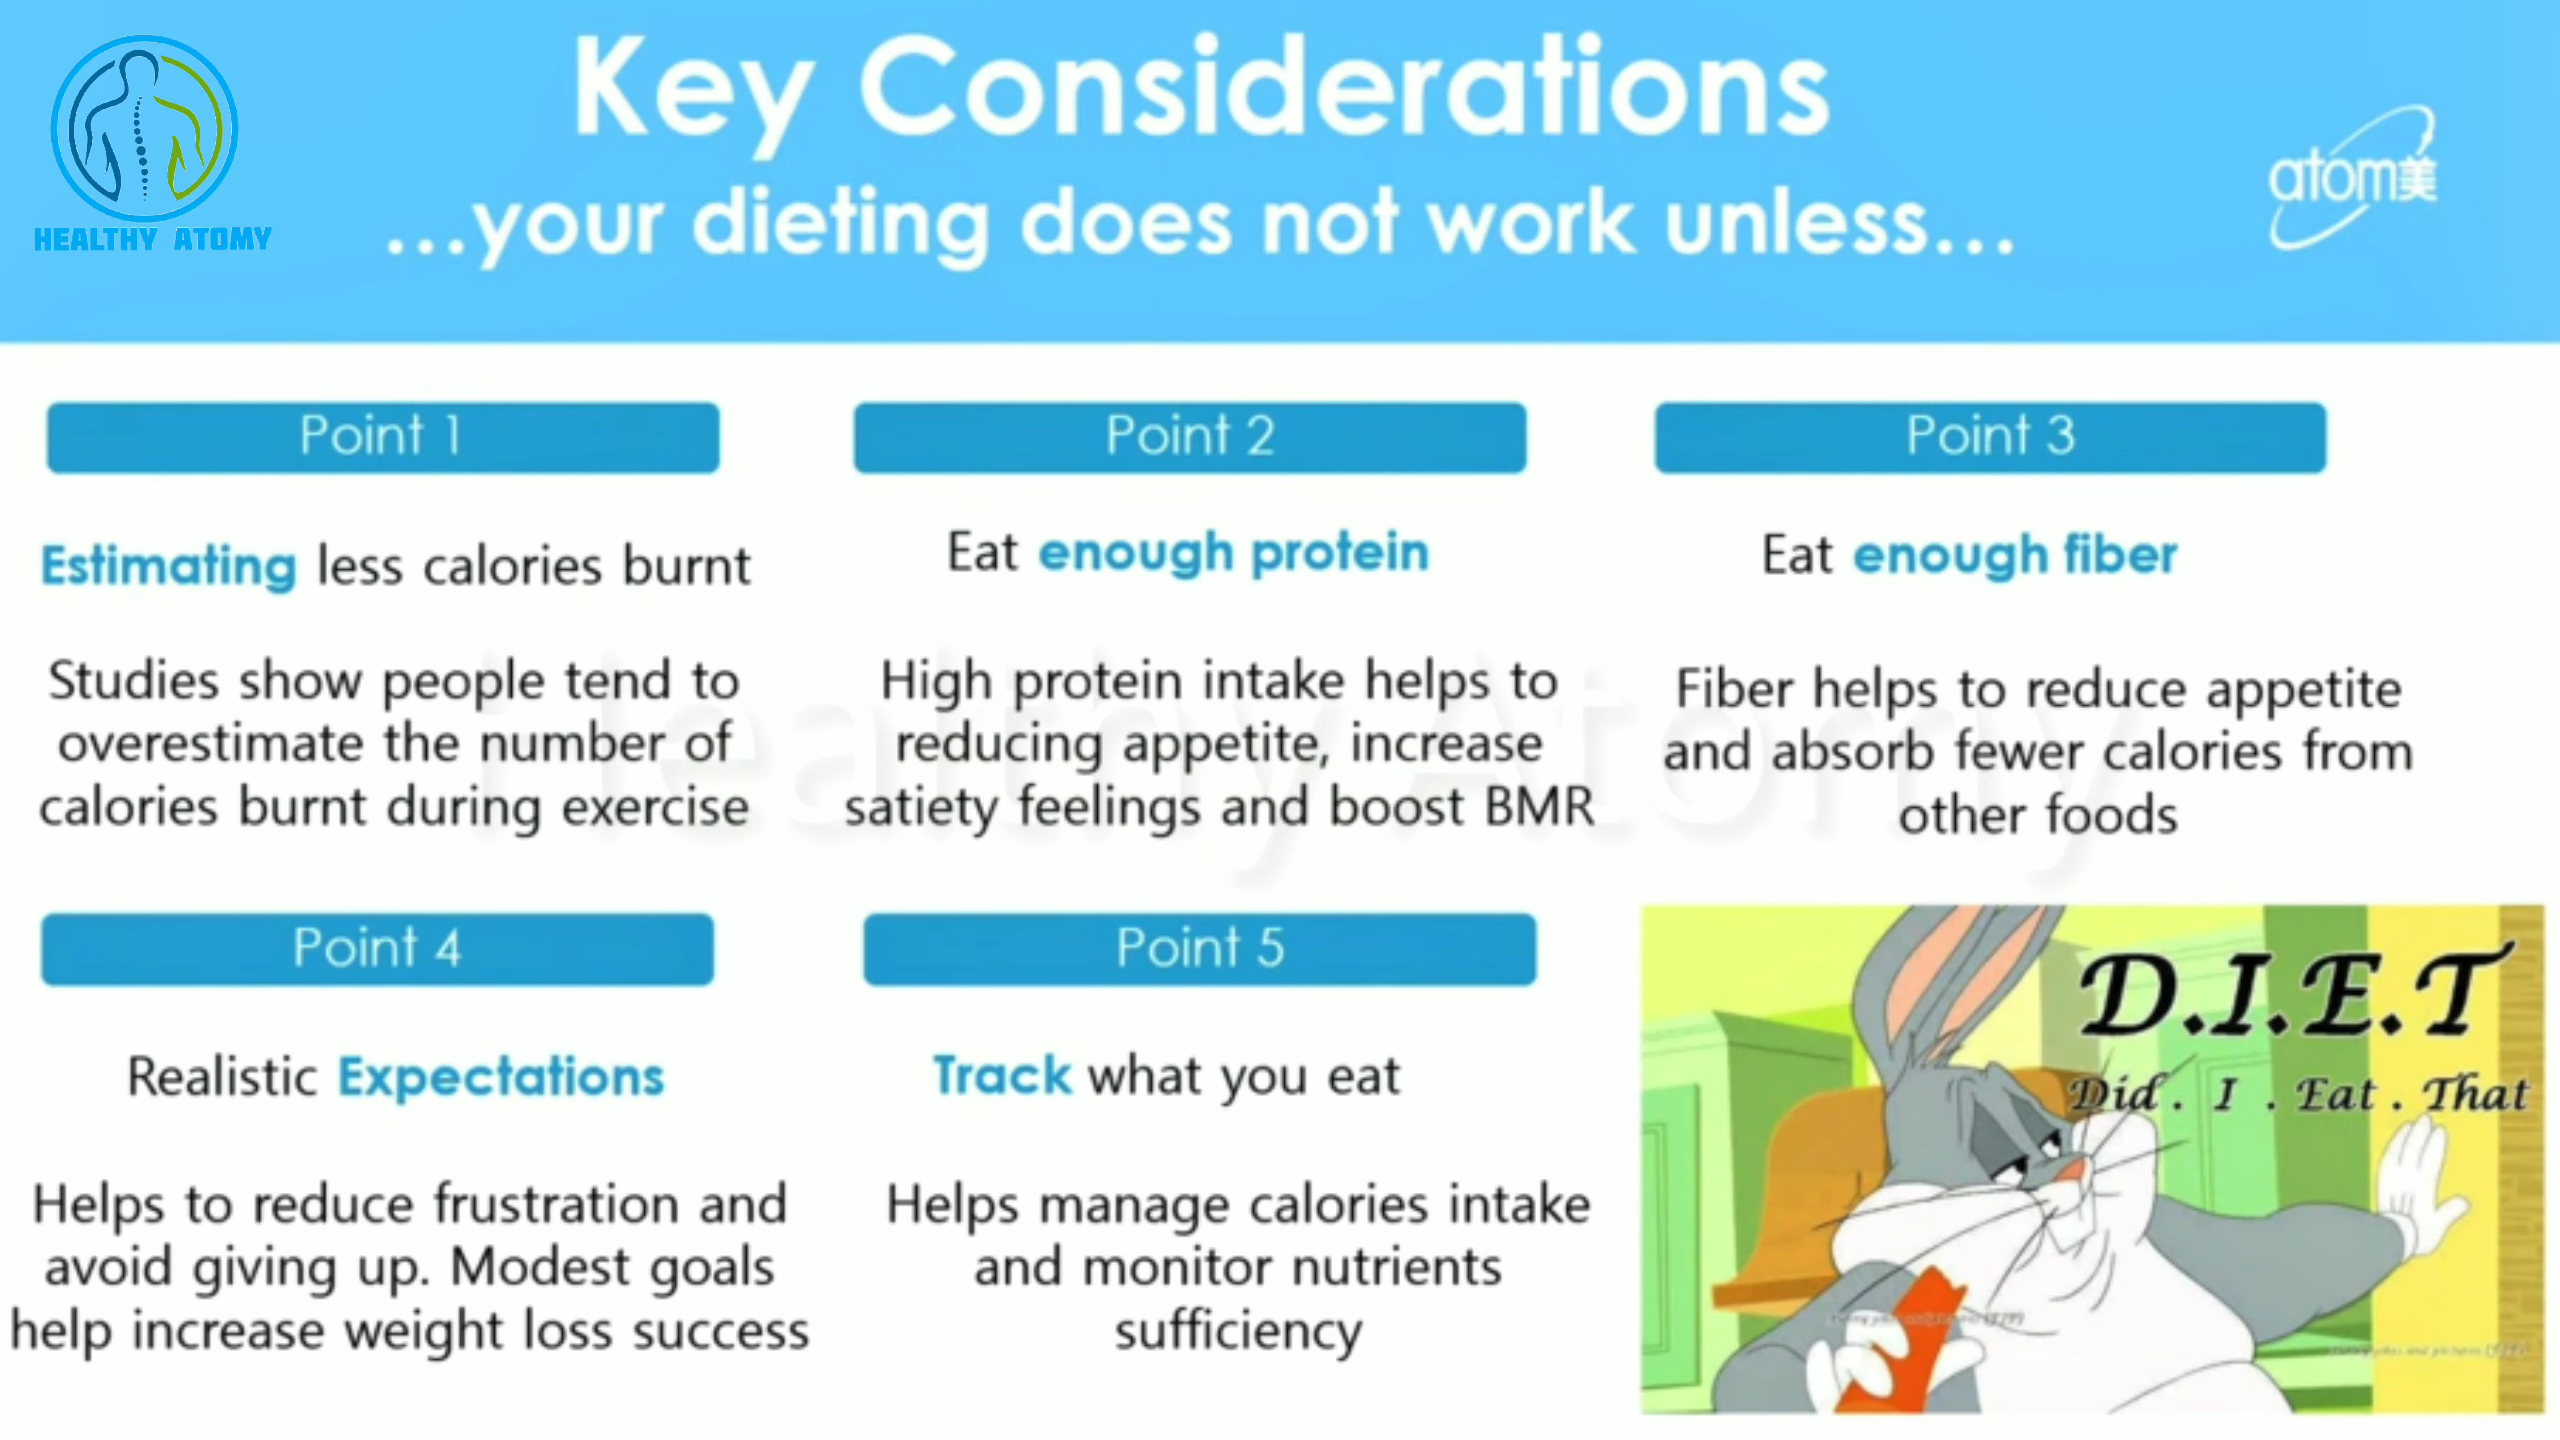 Key Considerations
...your dieting does not work unless...
HEALTHY ATOMY
atom美
Point 1
Estimating less calories burnt
Studies show people tend to
overestimate the number of
calories burnt during exercise
Point 2
Eat enough protein
High protein intake helps to
reducing appetite, increase
satiety feelings and boost BMR
Point 3
Eat enough fiber
Fiber helps to reduce appetite
and absorb fewer calories from
other foods
Point 4
Realistic Expectations
Helps to reduce frustration and
avoid giving up. Modest goals
help increase weight loss success
Point 5
Track what you eat
Helps manage calories intake
and monitor nutrients
sufficiency
D.I.E.T
Did . I . Eat . That
Healthy Atomy